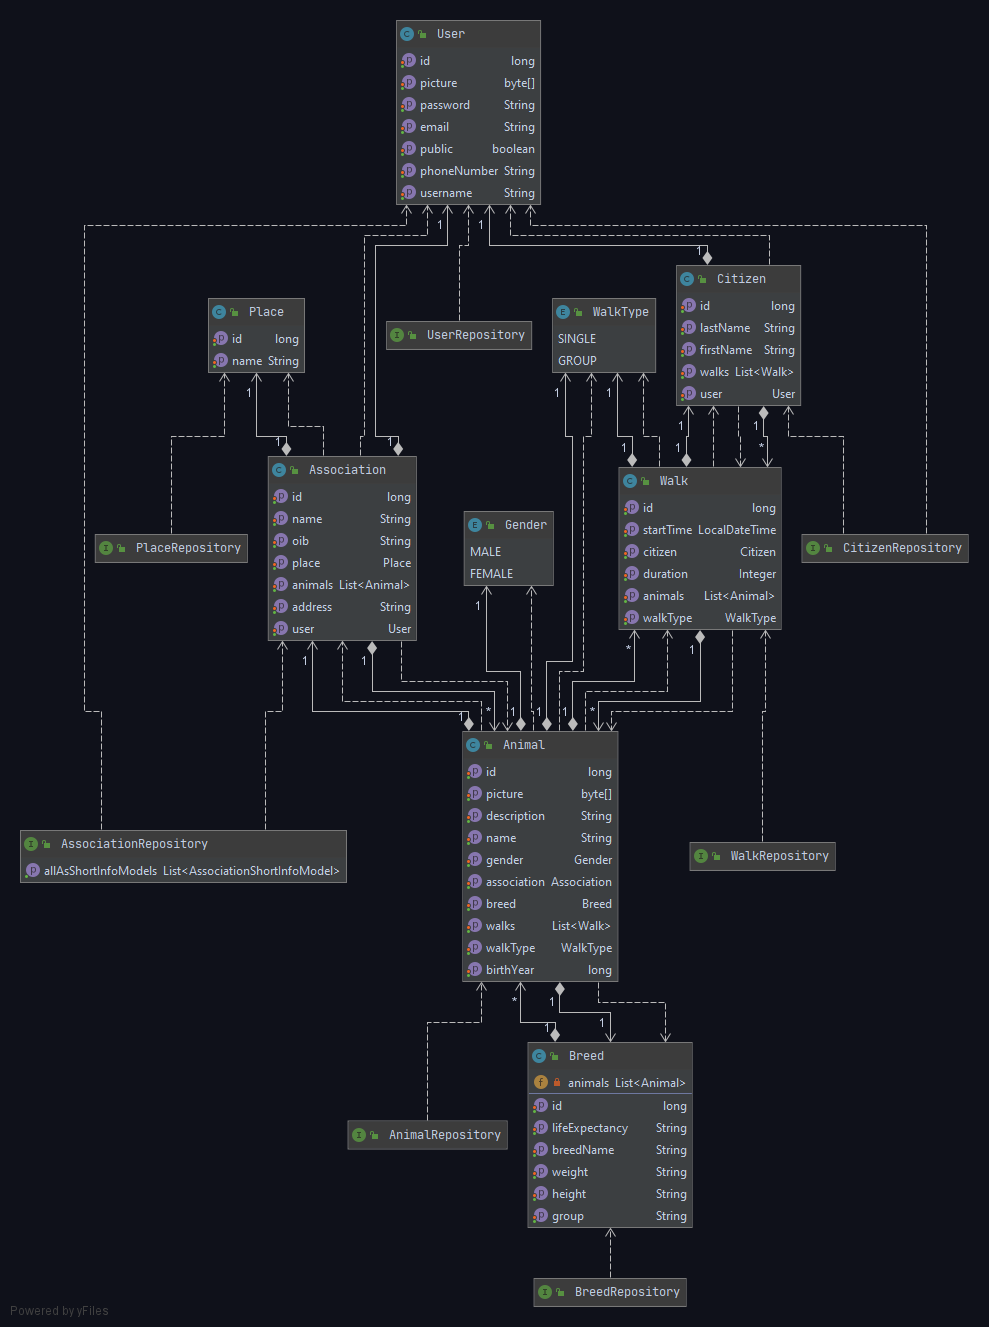 User
id long
picture byte[]
password String
email String
public boolean
phoneNumber String
username String
1 1
1
Citizen
id long
lastName String
firstName String
walks List<Walk>
user User
Place
id long
name String
WalkType
SINGLE
GROUP
UserRepository
1 1 1
1 1 *
1 1 1 1
Association
id long
name String
oib String
place Place
animals List<Animal>
address String
user User
Walk
id long
startTime LocalDateTime
citizen Citizen
duration Integer
animals List<Animal>
walkType WalkType
Gender
MALE
FEMALE
PlaceRepository
CitizenRepository
1
1 1 * 1
1 * 1 1 1 *
Animal
id long
picture byte[]
description String
name String
gender Gender
association Association
breed Breed
walks List<Walk>
walkType WalkType
birthYear long
AssociationRepository
allAsShortInfoModels List<AssociationShortInfoModel>
WalkRepository
* 1
1 1
Breed
animals List<Animal>
id long
lifeExpectancy String
breedName String
weight String
height String
group String
AnimalRepository
BreedRepository
Powered by yFiles